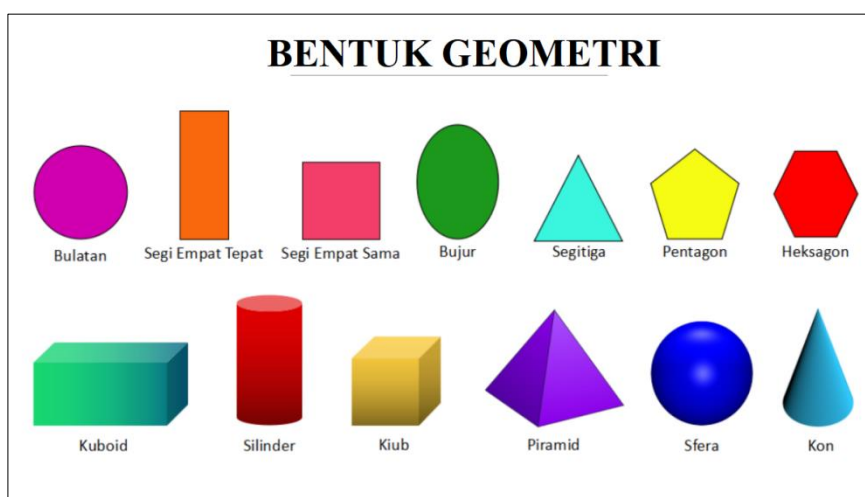 BENTUK GEOMETRI
Bulatan
Segi Empat Tepat
Segi Empat Sama
Bujur
Segitiga
Pentagon
Heksagon
Kuboid
Silinder
Kiub
Piramid
Sfera
Kon